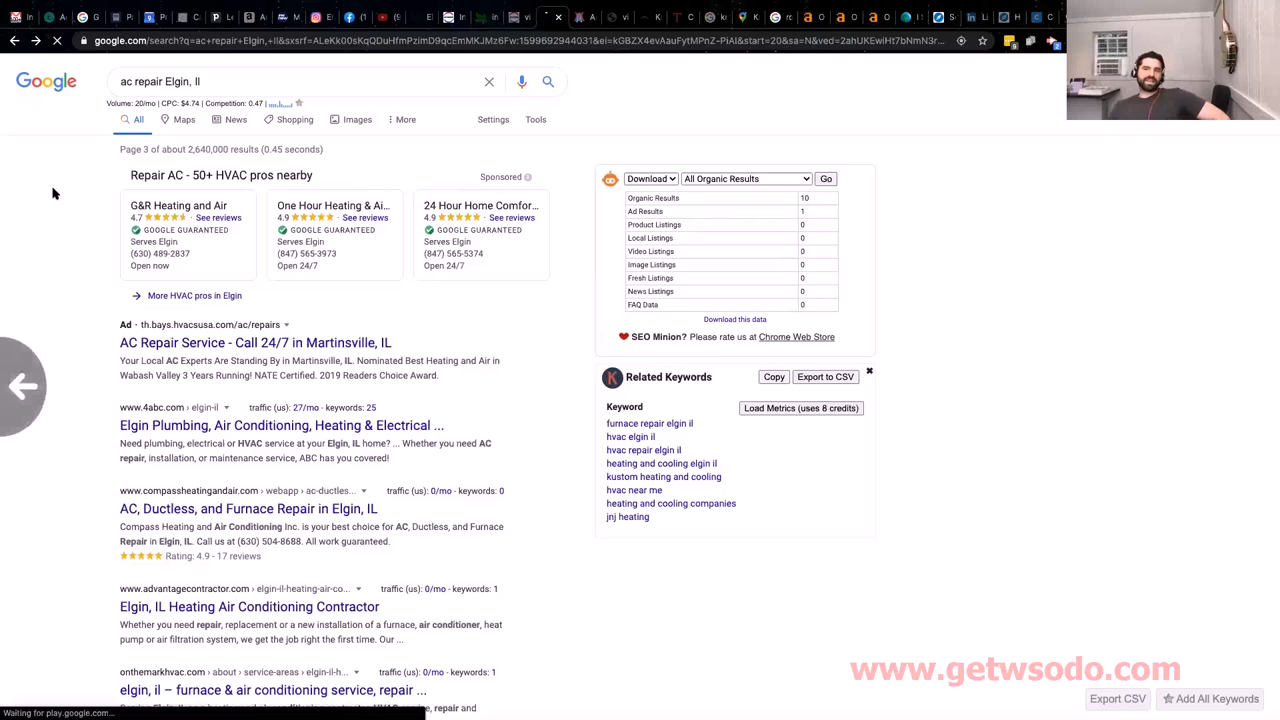 google.com/search?q=ac+repair+Elgin,+Il&sxsrf=ALeKk00sKqQDuHfmPzimD9qcEmMKJMz6Fw:1599692944031&ei=kGBZX4evAauFytMPnZ-PiAI&start=20&sa=N&ved=2ahUKEwiHt7bNmN3r...
Google
ac repair Elgin, Il
Volume: 20/mo | CPC: $4.74 | Competition: 0.47 |
All
Maps
News
Shopping
Images
More
Settings
Tools
Page 3 of about 2,640,000 results (0.45 seconds)
Repair AC - 50+ HVAC pros nearby
Sponsored
G&R Heating and Air
4.7 See reviews
GOOGLE GUARANTEED
Serves Elgin
(630) 489-2837
Open now
One Hour Heating & Ai...
4.9 · See reviews
GOOGLE GUARANTEED
Serves Elgin
(847) 565-3973
Open 24/7
24 Hour Home Comfor...
4.9 · See reviews
GOOGLE GUARANTEED
Serves Elgin
(847) 565-5374
Open 24/7
More HVAC pros in Elgin
Ad · th.bays.hvacsusa.com/ac/repairs
AC Repair Service - Call 24/7 in Martinsville, IL
Your Local AC Experts Are Standing By in Martinsville, IL. Nominated Best Heating and Air in
Wabash Valley 3 Years Running! NATE Certified. 2019 Readers Choice Award.
www.4abc.com › elgin-il traffic (us): 27/mo - keywords: 25
Elgin Plumbing, Air Conditioning, Heating & Electrical ...
Need plumbing, electrical or HVAC service at your Elgin, IL home? ... Whether you need AC
repair, installation, or maintenance service, ABC has you covered!
www.compassheatingandair.com › webapp › ac-ductles... traffic (us): 0/mo - keywords: 0
AC, Ductless, and Furnace Repair in Elgin, IL
Compass Heating and Air Conditioning Inc. is your best choice for AC, Ductless, and Furnace
Repair in Elgin, IL. Call us at (630) 504-8688. All work guaranteed.
Rating: 4.9 - 17 reviews
www.advantagecontractor.com › elgin-il-heating-air-co... traffic (us): 0/mo - keywords: 1
Elgin, IL Heating Air Conditioning Contractor
Whether you need repair, replacement or a new installation of a furnace, air conditioner, heat
pump or air filtration system, we get the job right the first time. Our ...
onthemarkhvac.com › about › service-areas › elgin-il-h... traffic (us): 0/mo - keywords: 1
elgin, il – furnace & air conditioning service, repair ...
repair and
Waiting for play.google.com...
Download
All Organic Results
Go
Organic Results 10
Ad Results 1
Product Listings 0
Local Listings 0
Video Listings 0
Image Listings 0
Fresh Listings 0
News Listings 0
FAQ Data 0
Download this data
SEO Minion? Please rate us at Chrome Web Store
Related Keywords
Copy
Export to CSV
Keyword
Load Metrics (uses 8 credits)
furnace repair elgin il
hvac elgin il
hvac repair elgin il
heating and cooling elgin il
kustom heating and cooling
hvac near me
heating and cooling companies
jnj heating
www.getwsodo.com
Export CSV
Add All Keywords